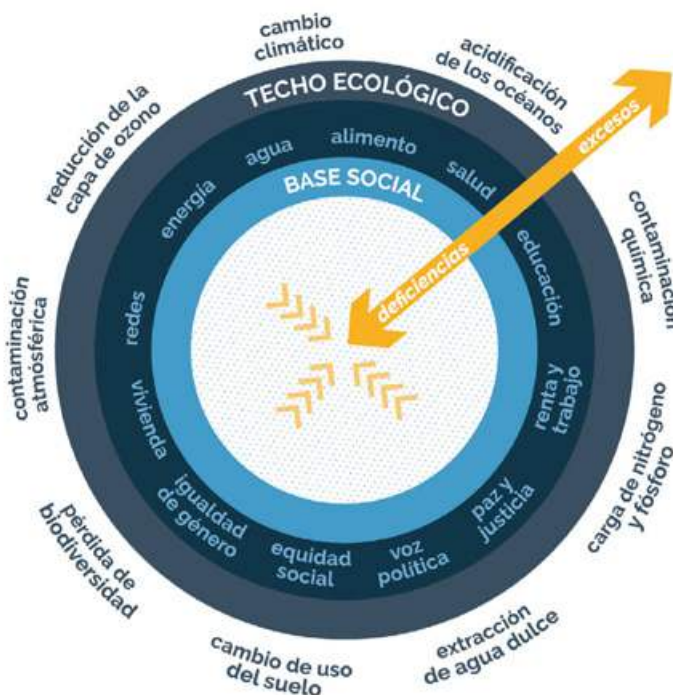 cambio
climático
acidificación
de los océanos
contaminación
química
carga de nitrógeno
y fósforo
extracción
de agua dulce
cambio de uso
del suelo
pérdida de
biodiversidad
contaminación
atmósférica
reducción de la
capa de ozono
TECHO ECOLÓGICO
excesos
deficiencias
alimento
salud
educación
renta y
trabajo
paz y
justicia
voz
política
equidad
social
igualdad
de género
vivienda
redes
energía
agua
BASE SOCIAL